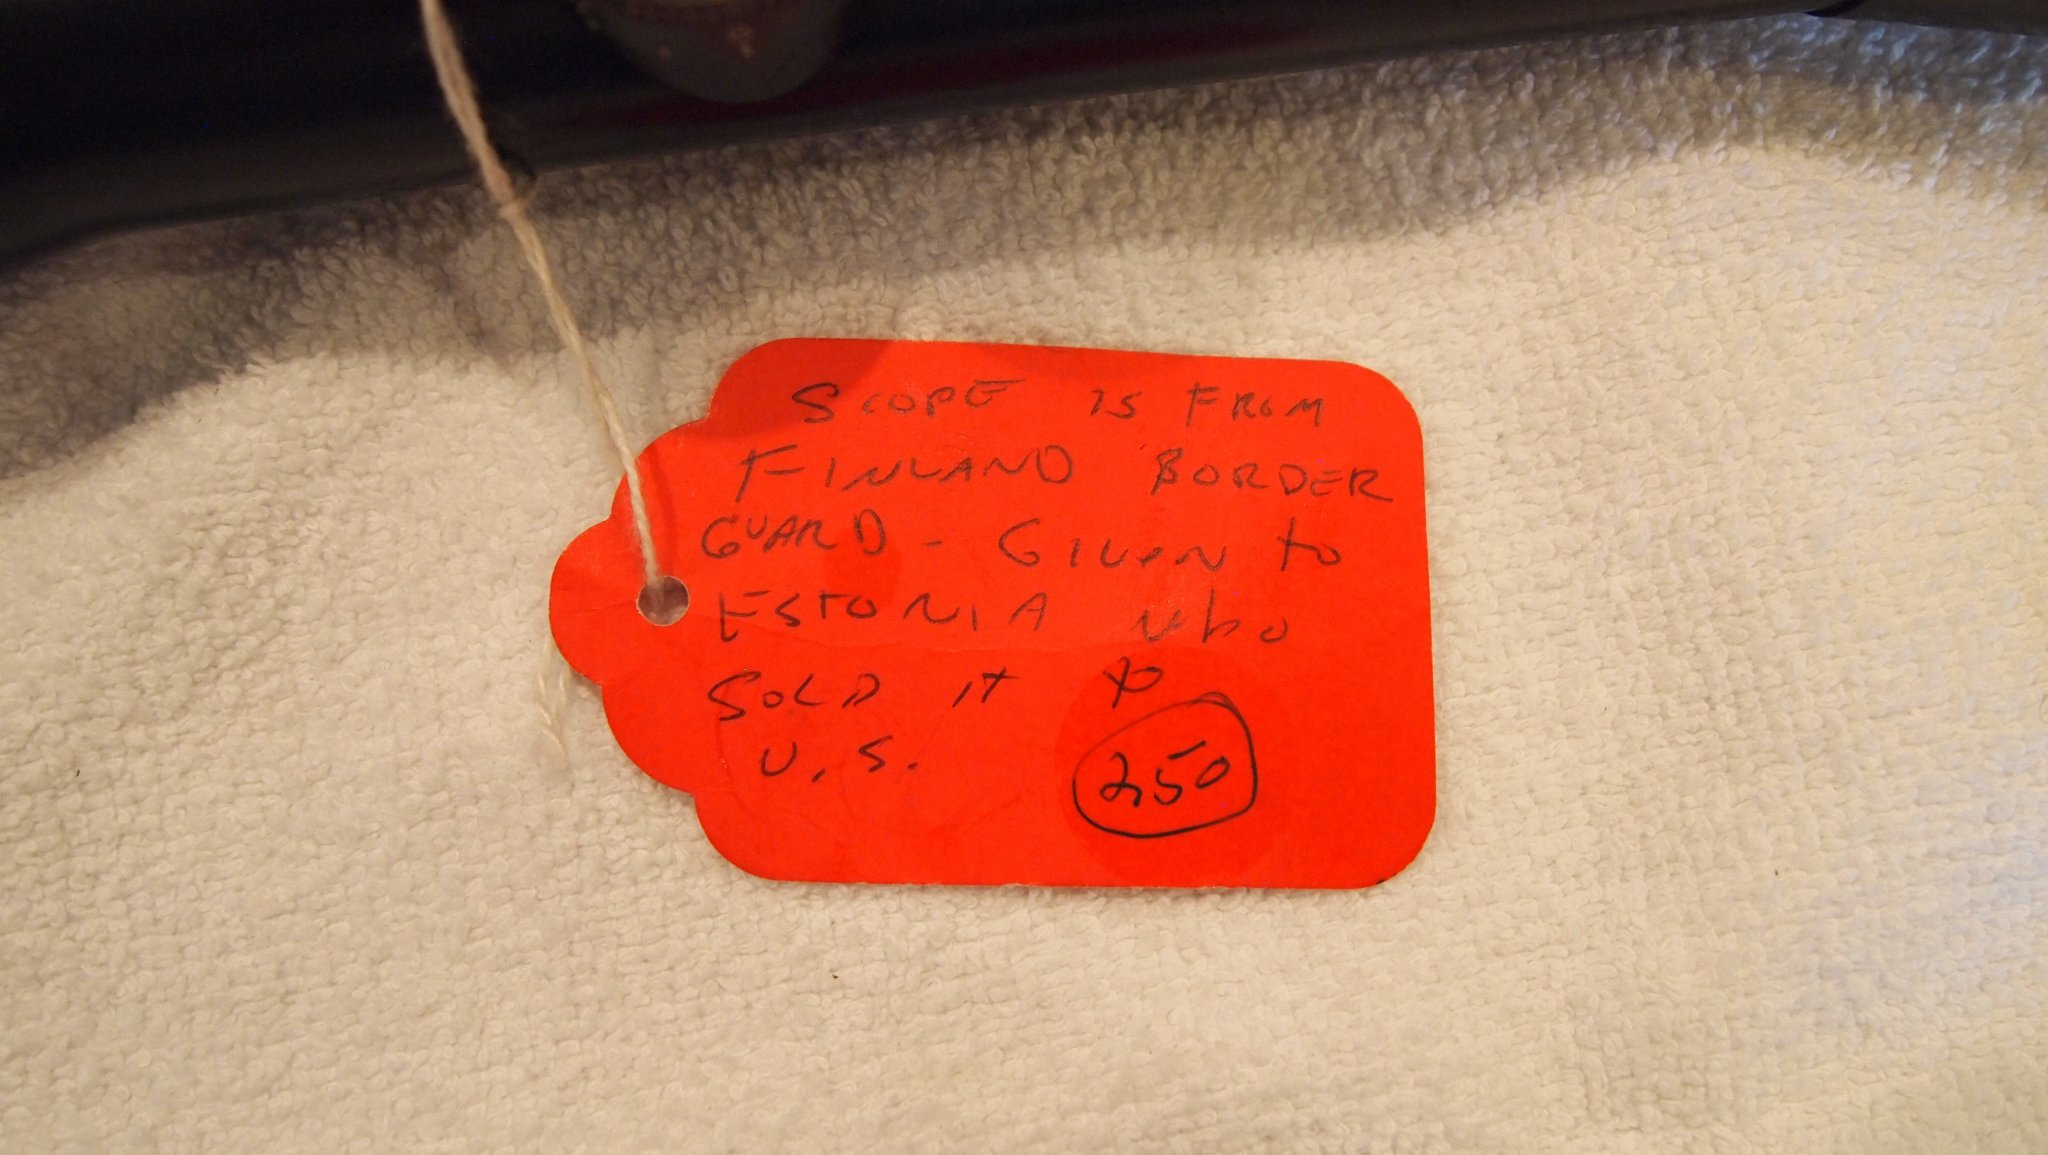 SCOPE IS FROM
FINLAND BORDER
GUARD - GIVEN to
ESTONIA who
SOLD it to
U.S.
250